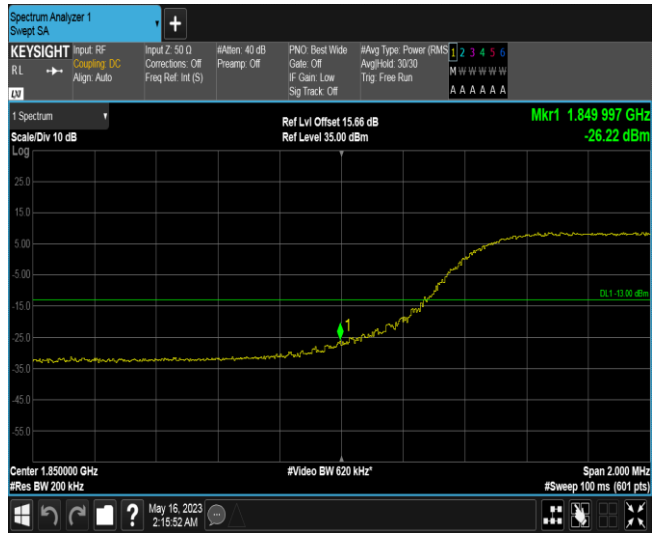 Spectrum Analyzer 1
Swept SA
KEYSIGHT
RL
LXI
Input: RF
Coupling: DC
Align: Auto
Input Z: 50 Ω
Corrections: Off
Freq Ref: Int (S)
#Atten: 40 dB
Preamp: Off
PNO: Best Wide
Gate: Off
IF Gain: Low
Sig Track: Off
#Avg Type: Power (RMS
Avg|Hold: 30/30
Trig: Free Run
1 2 3 4 5 6
M W W W W W
A A A A A A
1 Spectrum
Scale/Div 10 dB
Log
Ref Lvl Offset 15.66 dB
Ref Level 35.00 dBm
Mkr1 1.849 997 GHz
-26.22 dBm
25.0
15.0
5.00
-5.00
-15.0
-25.0
-35.0
-45.0
-55.0
1
DL1 -13.00 dBm
Center 1.850000 GHz
#Res BW 200 kHz
#Video BW 620 kHz*
Span 2.000 MHz
#Sweep 100 ms (601 pts)
?
May 16, 2023
2:15:52 AM